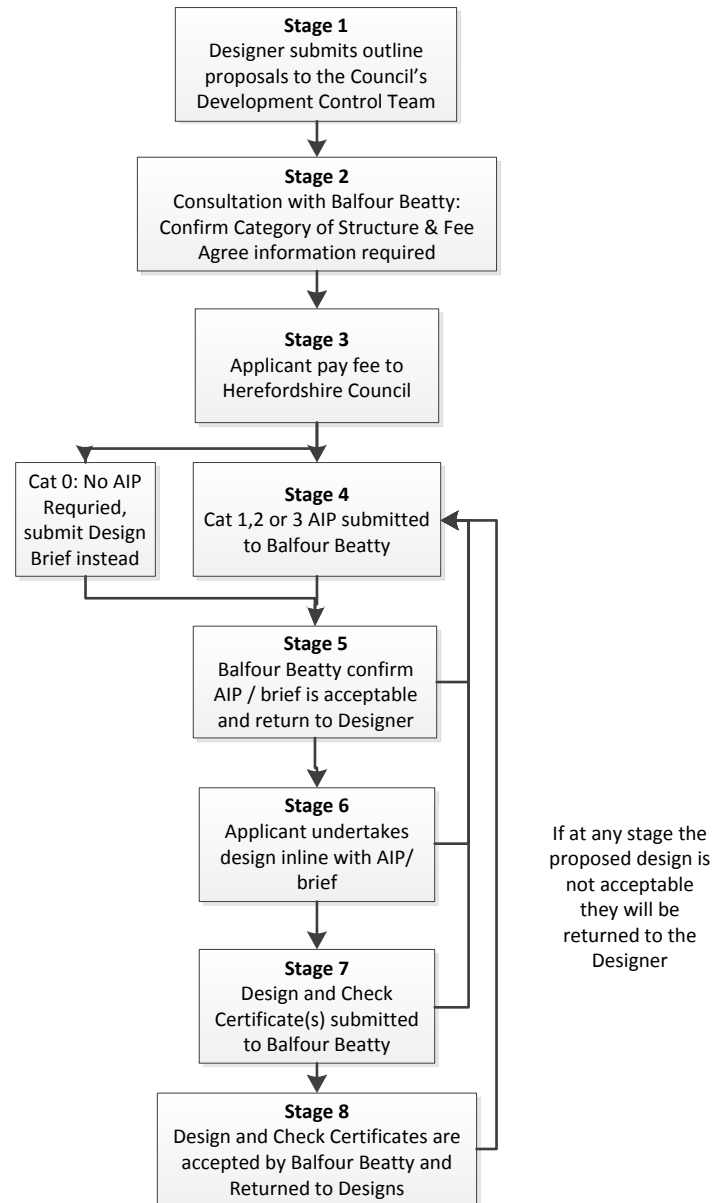 Stage 1
Designer submits outline
proposals to the Council’s
Development Control Team
Stage 2
Consultation with Balfour Beatty:
Confirm Category of Structure & Fee
Agree information required
Stage 3
Applicant pay fee to
Herefordshire Council
Cat 0: No AIP
Requried,
submit Design
Brief instead
Stage 4
Cat 1,2 or 3 AIP submitted
to Balfour Beatty
Stage 5
Balfour Beatty confirm
AIP / brief is acceptable
and return to Designer
Stage 6
Applicant undertakes
design inline with AIP/
brief
If at any stage the
proposed design is
not acceptable
they will be
returned to the
Designer
Stage 7
Design and Check
Certificate(s) submitted
to Balfour Beatty
Stage 8
Design and Check Certificates are
accepted by Balfour Beatty and
Returned to Designs